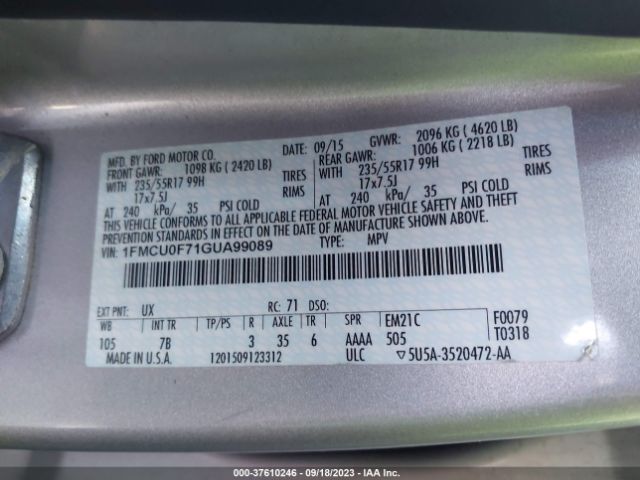 MFD. BY FORD MOTOR CO. DATE: 09/15 GVWR: 2096 KG ( 4620 LB)
FRONT GAWR: 1098 KG ( 2420 LB) REAR GAWR: 1006 KG ( 2218 LB)
WITH 235/55R17 99H TIRES WITH 235/55R17 99H TIRES
17x7.5J RIMS 17x7.5J RIMS
AT 240 kPa/ 35 PSI COLD AT 240 kPa/ 35 PSI COLD
THIS VEHICLE CONFORMS TO ALL APPLICABLE FEDERAL MOTOR VEHICLE SAFETY AND THEFT
PREVENTION STANDARDS IN EFFECT ON THE DATE OF MANUFACTURE SHOWN ABOVE.
VIN: 1FMCU0F71GUA99089 TYPE: MPV
EXT PNT: UX RC: 71 DSO:
WB INT TR TP/PS R AXLE TR SPR EM21C F0079
105 7B 3 35 6 AAAA 505 T0318
MADE IN U.S.A. 1201509123312 ULC ▽5U5A-3520472-AA
000-37610246 - 09/18/2023 - IAAI.COM